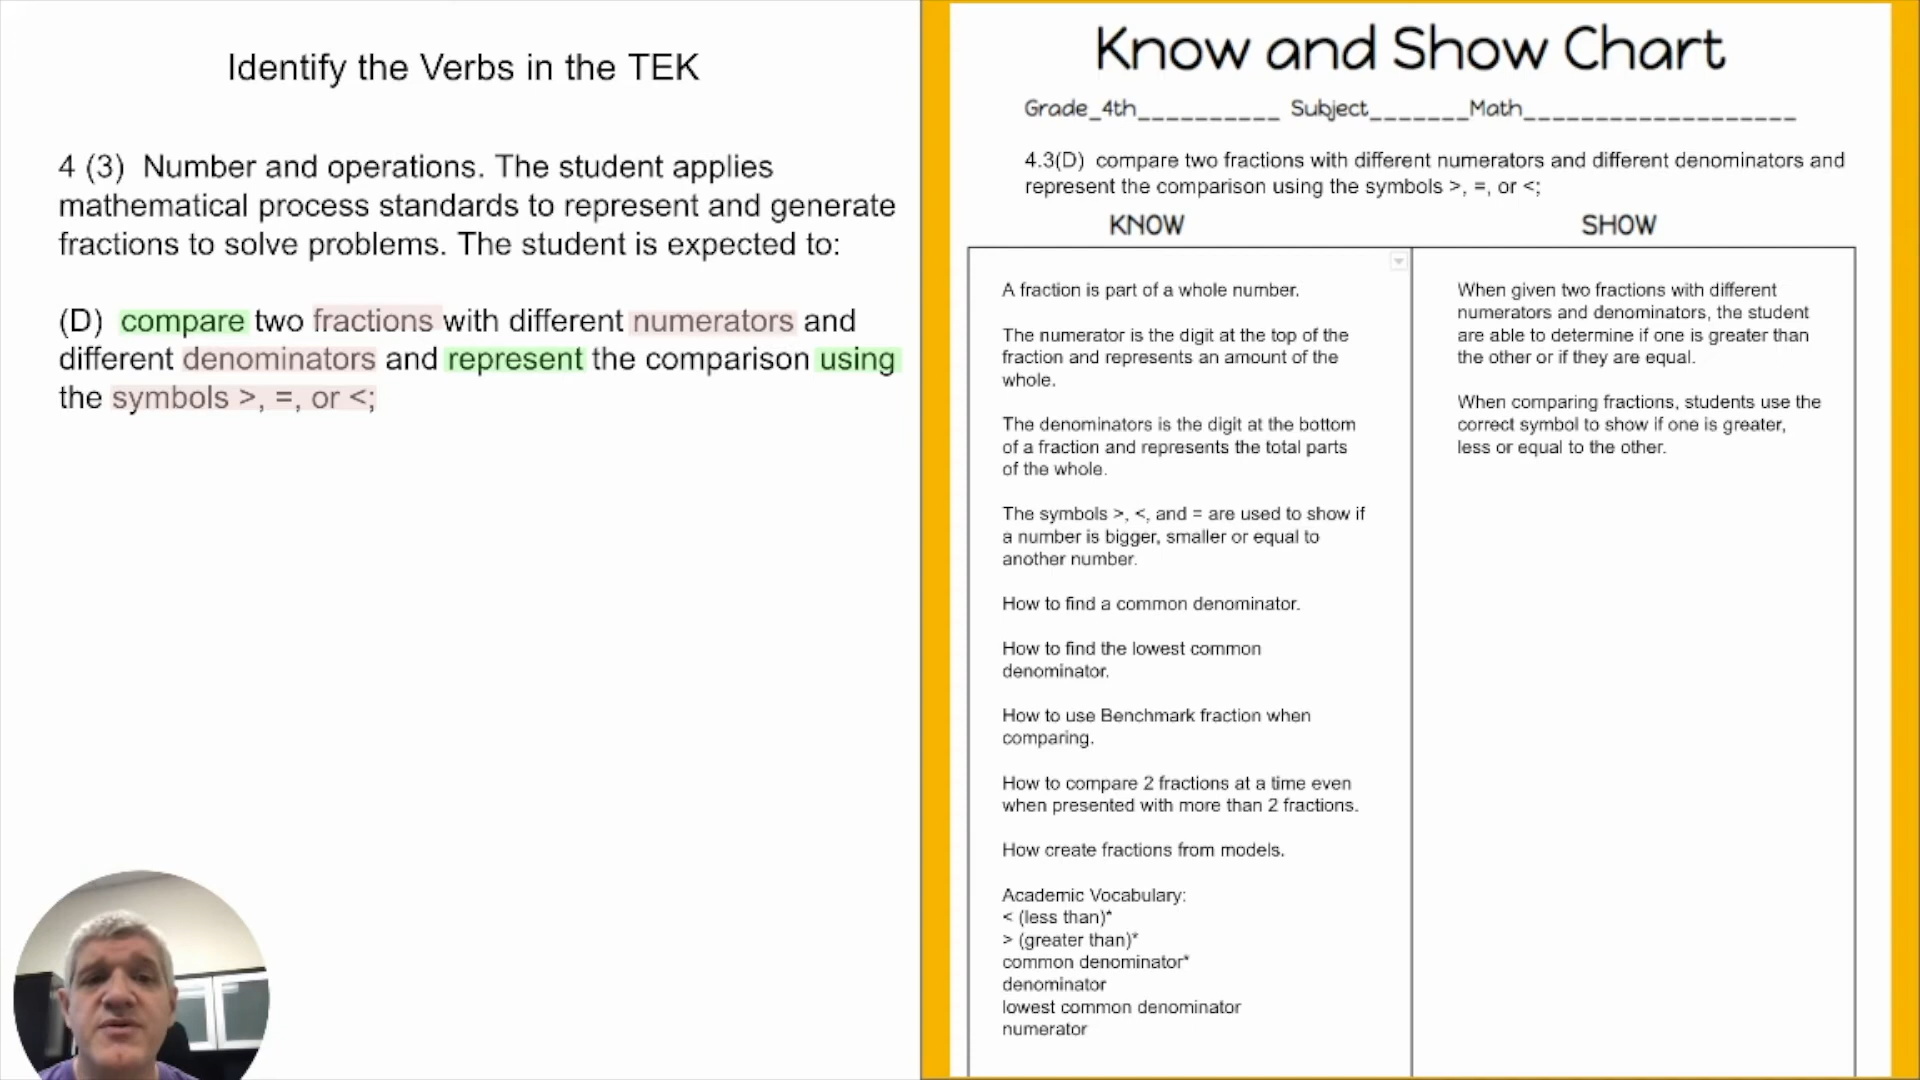 Identify the Verbs in the TEK
4 (3)  Number and operations. The student applies
mathematical process standards to represent and generate
fractions to solve problems. The student is expected to:
(D)  compare two fractions with different numerators and
different denominators and represent the comparison using
the symbols >, =, or <;
Know and Show Chart
Grade_4th__________ Subject_______Math___________________
4.3(D)  compare two fractions with different numerators and different denominators and
represent the comparison using the symbols >, =, or <;
KNOW
A fraction is part of a whole number.
The numerator is the digit at the top of the
fraction and represents an amount of the
whole.
The denominators is the digit at the bottom
of a fraction and represents the total parts
of the whole.
The symbols >, <, and = are used to show if
a number is bigger, smaller or equal to
another number.
How to find a common denominator.
How to find the lowest common
denominator.
How to use Benchmark fraction when
comparing.
How to compare 2 fractions at a time even
when presented with more than 2 fractions.
How create fractions from models.
Academic Vocabulary:
< (less than)*
> (greater than)*
common denominator*
denominator
lowest common denominator
numerator
SHOW
When given two fractions with different
numerators and denominators, the student
are able to determine if one is greater than
the other or if they are equal.
When comparing fractions, students use the
correct symbol to show if one is greater,
less or equal to the other.